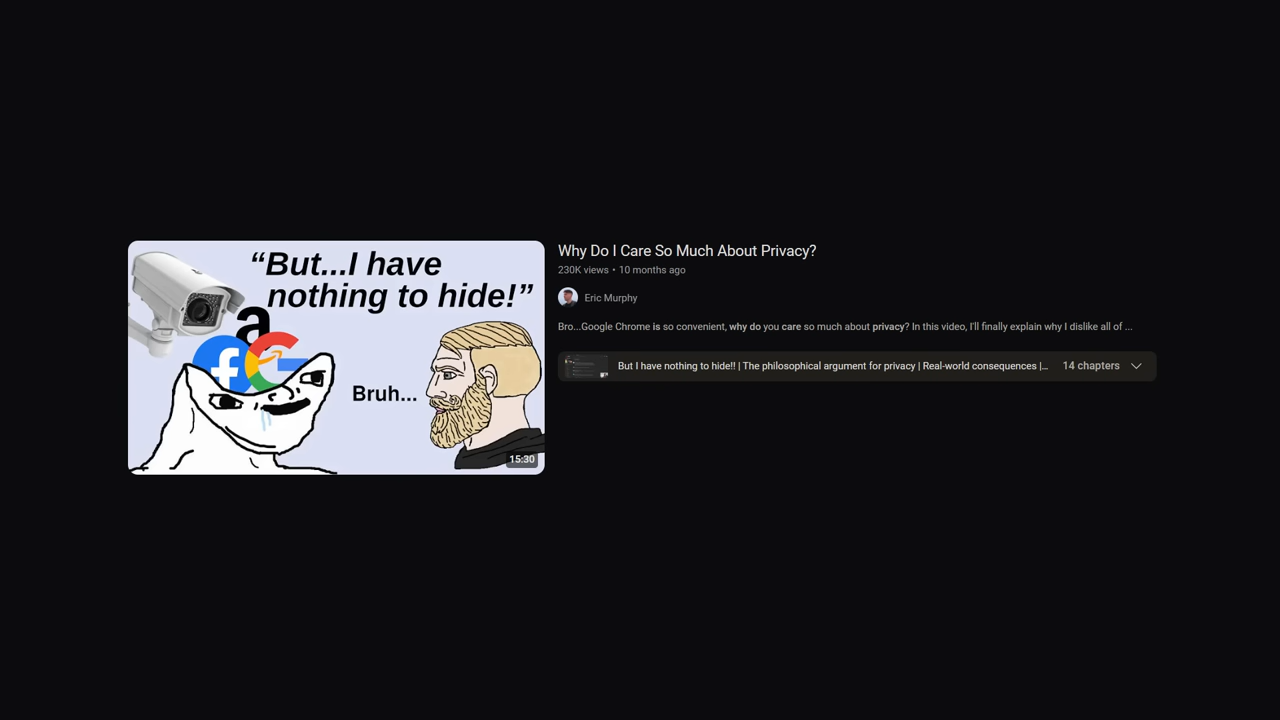 “But...I have
nothing to hide!”
a
Bruh...
15:30
Why Do I Care So Much About Privacy?
230K views • 10 months ago
Eric Murphy
Bro...Google Chrome is so convenient, why do you care so much about privacy? In this video, I'll finally explain why I dislike all of ...
But I have nothing to hide!! | The philosophical argument for privacy | Real-world consequences |...
14 chapters